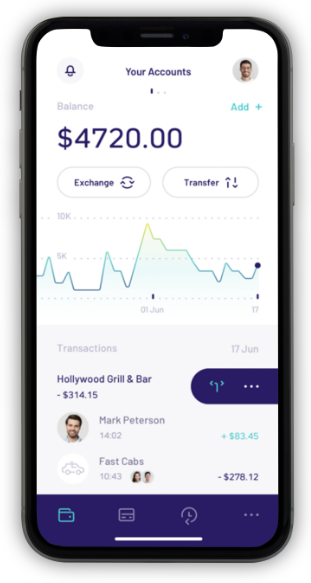 Your Accounts
Balance
Add +
$4720.00
Exchange
Transfer
10K
5K
01 Jun
17
Transactions
17 Jun
Hollywood Grill & Bar
- $314.15
Mark Peterson
14:02
+ $83.45
Fast Cabs
10:43
- $278.12